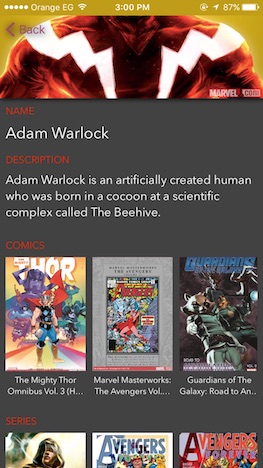 Orange EG 3:00 PM 87%
Back
MARVEL.COM
NAME
Adam Warlock
DESCRIPTION
Adam Warlock is an artificially created human
who was born in a cocoon at a scientific
complex called The Beehive.
COMICS
THE MIGHTY
THOR
MARVEL MASTERWORKS
THE AVENGERS
GUARDIANS
The Mighty Thor
Omnibus Vol. 3 (H...
Marvel Masterworks:
The Avengers Vol....
Guardians of The
Galaxy: Road to An...
SERIES
AVENGERS
AVENGERS
FOREVER